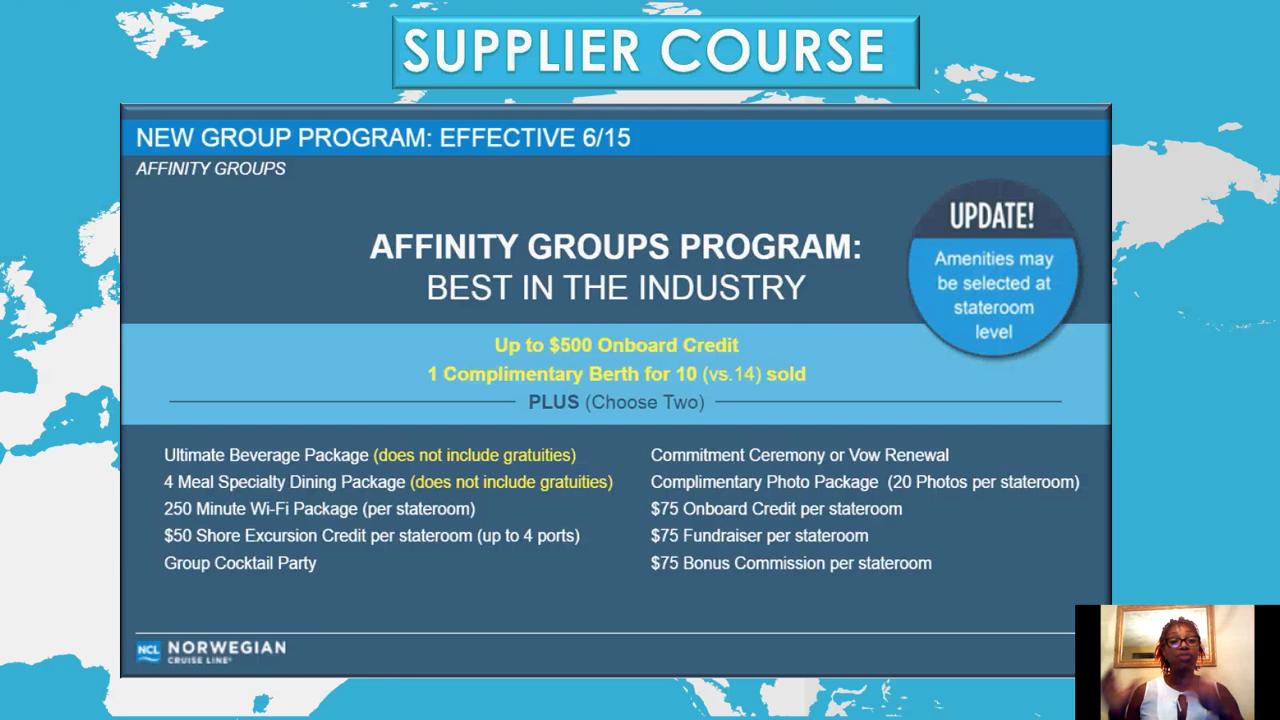 SUPPLIER COURSE
NEW GROUP PROGRAM: EFFECTIVE 6/15
AFFINITY GROUPS
AFFINITY GROUPS PROGRAM:
BEST IN THE INDUSTRY
UPDATE!
Amenities may
be selected at
stateroom
level
Up to $500 Onboard Credit
1 Complimentary Berth for 10 (vs.14) sold
PLUS (Choose Two)
Ultimate Beverage Package (does not include gratuities)
4 Meal Specialty Dining Package (does not include gratuities)
250 Minute Wi-Fi Package (per stateroom)
$50 Shore Excursion Credit per stateroom (up to 4 ports)
Group Cocktail Party
Commitment Ceremony or Vow Renewal
Complimentary Photo Package (20 Photos per stateroom)
$75 Onboard Credit per stateroom
$75 Fundraiser per stateroom
$75 Bonus Commission per stateroom
NCL NORWEGIAN
CRUISE LINE®